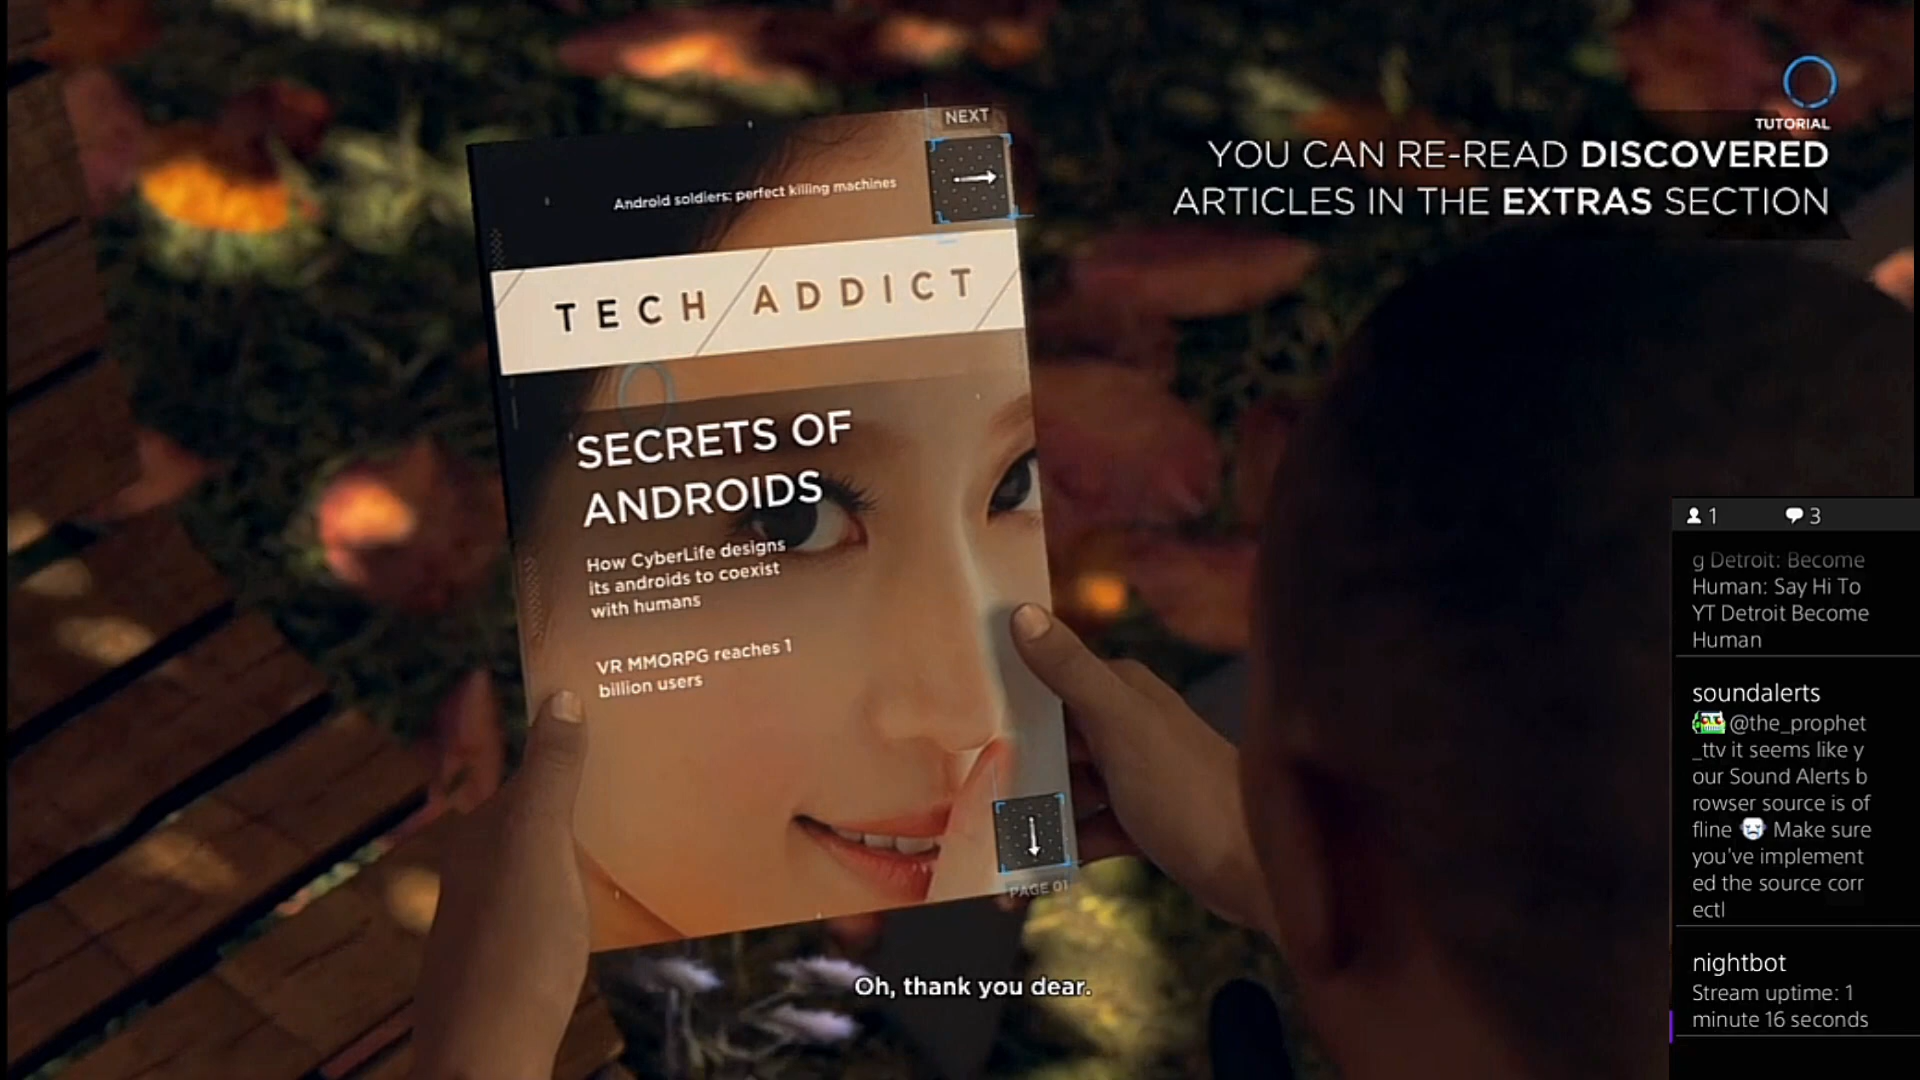 NEXT
Android soldiers: perfect killing machines
TECH ADDICT
SECRETS OF
ANDROIDS
How CyberLife designs
its androids to coexist
with humans
VR MMORPG reaches 1
billion users
PAGE 01
TUTORIAL
YOU CAN RE-READ DISCOVERED
ARTICLES IN THE EXTRAS SECTION
Oh, thank you dear.
1 3
g Detroit: Become
Human: Say Hi To
YT Detroit Become
Human
soundalerts
@the_prophet
_ttv it seems like y
our Sound Alerts b
rowser source is of
fline 😢 Make sure
you've implement
ed the source corr
ectl
nightbot
Stream uptime: 1
minute 16 seconds